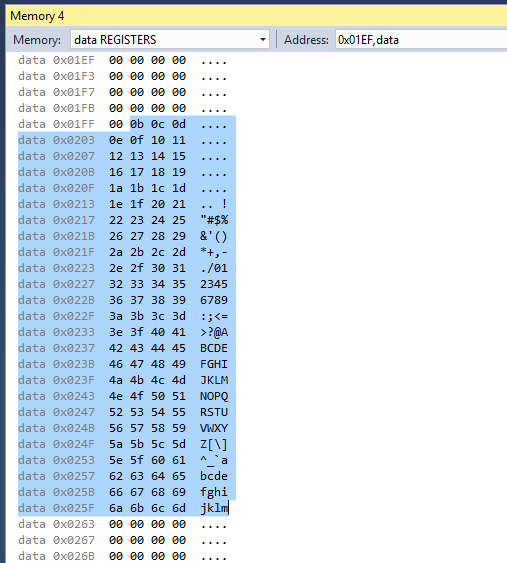 Memory 4
Memory: data REGISTERS Address: 0x01EF,data
data 0x01EF 00 00 00 00 ....
data 0x01F3 00 00 00 00 ....
data 0x01F7 00 00 00 00 ....
data 0x01FB 00 00 00 00 ....
data 0x01FF 00 0b 0c 0d ....
data 0x0203 0e 0f 10 11 ....
data 0x0207 12 13 14 15 ....
data 0x020B 16 17 18 19 ....
data 0x020F 1a 1b 1c 1d ....
data 0x0213 1e 1f 20 21 .. !
data 0x0217 22 23 24 25 "#$%
data 0x021B 26 27 28 29 &'()
data 0x021F 2a 2b 2c 2d *+,-
data 0x0223 2e 2f 30 31 ./01
data 0x0227 32 33 34 35 2345
data 0x022B 36 37 38 39 6789
data 0x022F 3a 3b 3c 3d :;<=
data 0x0233 3e 3f 40 41 >?@A
data 0x0237 42 43 44 45 BCDE
data 0x023B 46 47 48 49 FGHI
data 0x023F 4a 4b 4c 4d JKLM
data 0x0243 4e 4f 50 51 NOPQ
data 0x0247 52 53 54 55 RSTU
data 0x024B 56 57 58 59 VWXY
data 0x024F 5a 5b 5c 5d Z[\]
data 0x0253 5e 5f 60 61 ^_`a
data 0x0257 62 63 64 65 bcde
data 0x025B 66 67 68 69 fghi
data 0x025F 6a 6b 6c 6d jklm
data 0x0263 00 00 00 00 ....
data 0x0267 00 00 00 00 ....
data 0x026B 00 00 00 00 ....